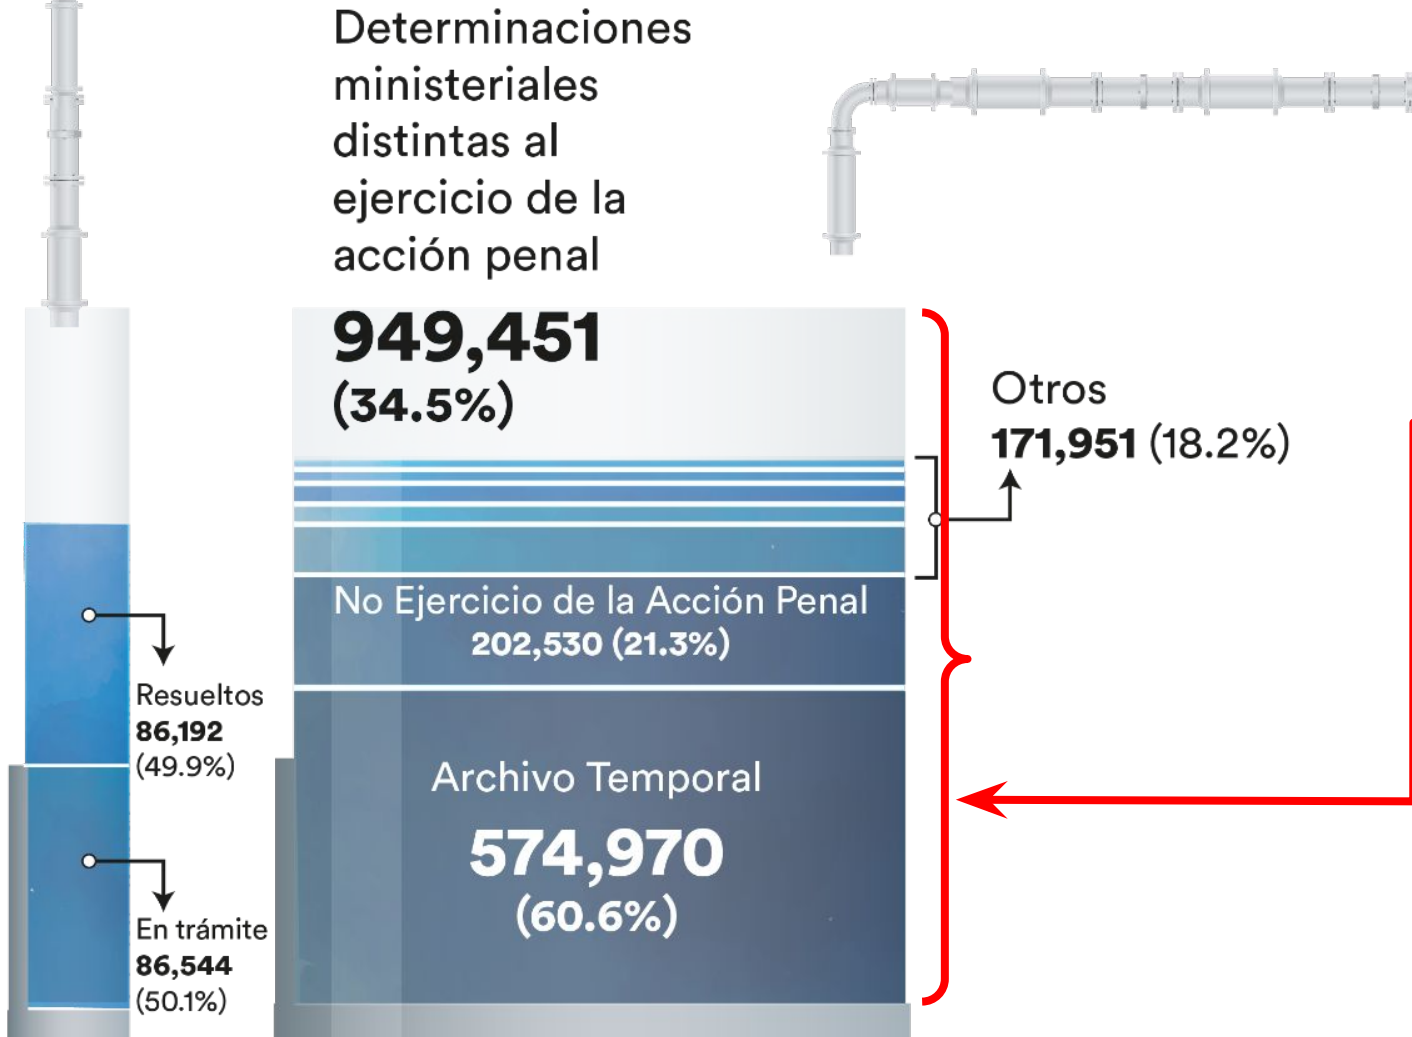 Determinaciones
ministeriales
distintas al
ejercicio de la
acción penal
949,451
(34.5%)
Otros
171,951 (18.2%)
No Ejercicio de la Acción Penal
202,530 (21.3%)
Archivo Temporal
574,970
(60.6%)
Resueltos
86,192
(49.9%)
En trámite
86,544
(50.1%)